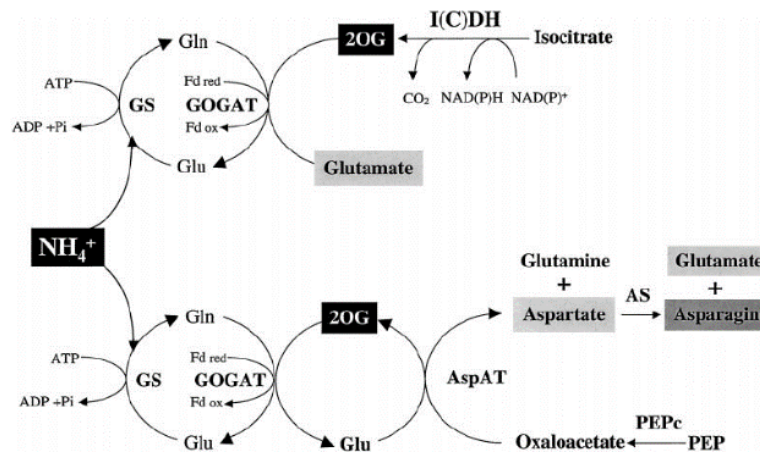 I(C)DH
Gln
2OG
Isocitrate
ATP
Fd red
GS
GOGAT
CO2
NAD(P)H
NAD(P)+
ADP +Pi
Fd ox
Glu
Glutamate
NH4+
Glutamine
Glutamate
+
+
AS
Gln
2OG
Aspartate
Asparagin
ATP
Fd red
GS
GOGAT
AspAT
ADP +Pi
Fd ox
PEPc
Glu
Glu
Oxaloacetate
PEP